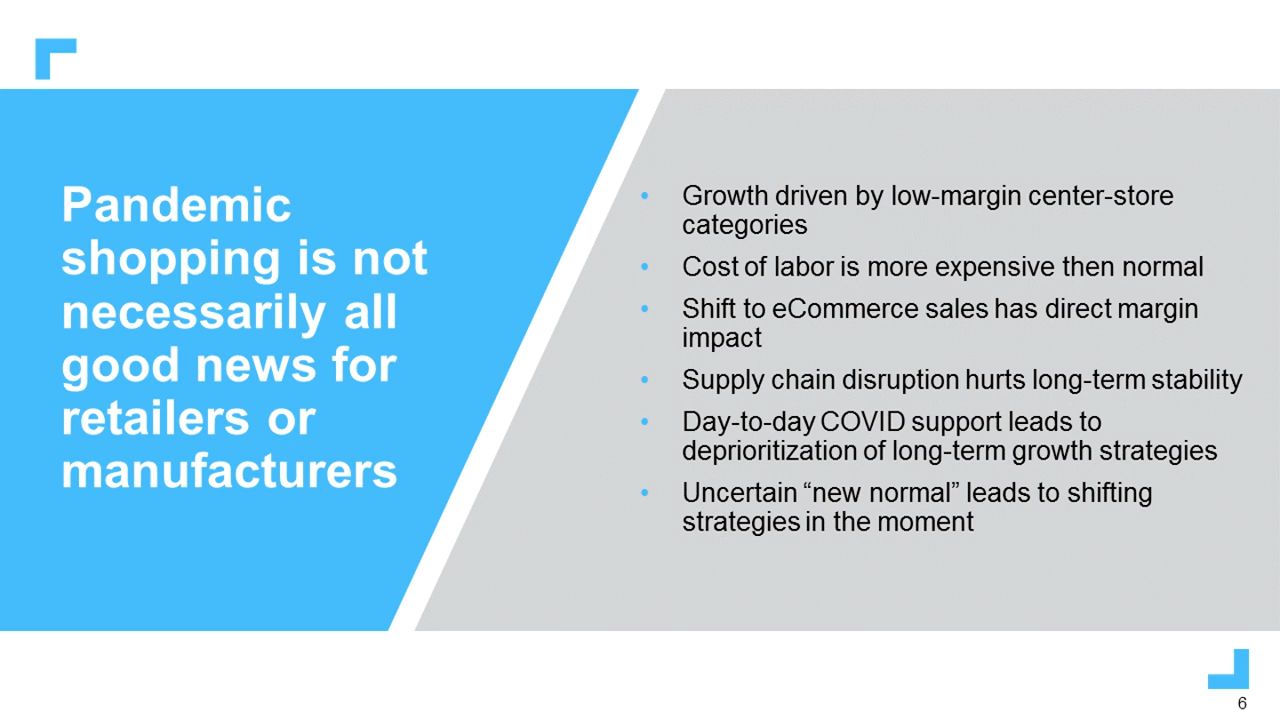 Pandemic
shopping is not
necessarily all
good news for
retailers or
manufacturers
• Growth driven by low-margin center-store
categories
• Cost of labor is more expensive then normal
• Shift to eCommerce sales has direct margin
impact
• Supply chain disruption hurts long-term stability
• Day-to-day COVID support leads to
deprioritization of long-term growth strategies
• Uncertain “new normal” leads to shifting
strategies in the moment
6